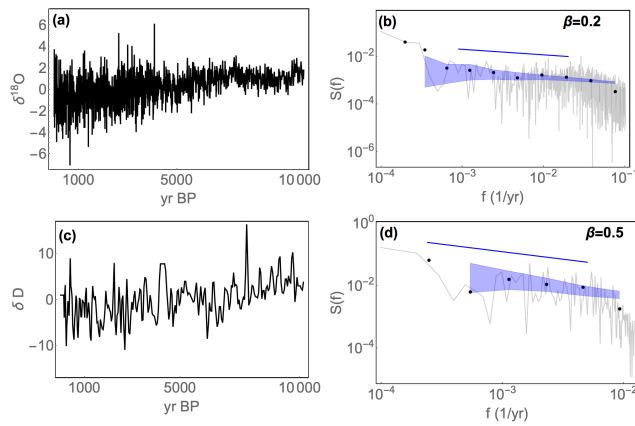 (a)
6
4
2
0
-2
-4
-6
δ¹⁸O
1000
5000
10 000
yr BP
(b)
β=0.2
10⁻²
10⁻⁴
10⁻⁶
S(f)
10⁻⁴
10⁻³
10⁻²
10⁻¹
f (1/yr)
(c)
10
0
-10
δ D
1000
5000
10 000
yr BP
(d)
β=0.5
10⁰
10⁻²
10⁻⁴
S(f)
10⁻⁴
10⁻³
10⁻²
f (1/yr)